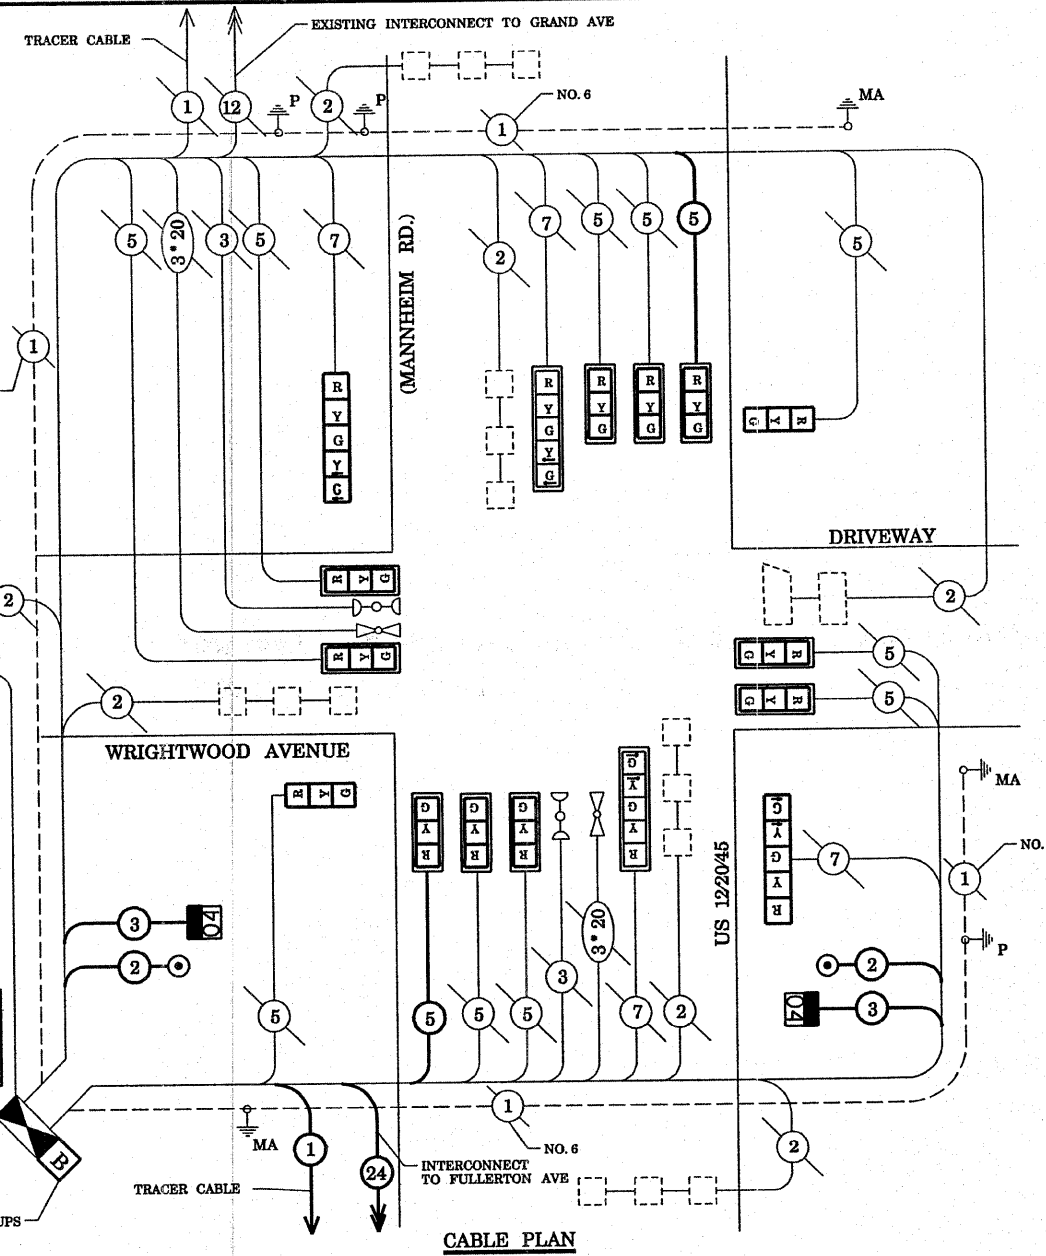 EXISTING INTERCONNECT TO GRAND AVE
TRACER CABLE
1
12
2
P
P
NO. 6
1
MA
5
3 * 20
3
5
7
(MANNHEIM RD.)
2
7
5
5
5
5
1
R
Y
G
Y
G
R
Y
G
Y
G
R
Y
G
R
Y
G
R
Y
G
R Y G
DRIVEWAY
2
2
R Y G
R Y G
R Y G
5
R Y G
5
2
WRIGHTWOOD AVENUE
R Y G
G
Y
R
G
Y
R
G
Y
R
G
Y
G
Y
R
US 12/20/45
G
Y
G
Y
R
7
MA
NO.
1
P
3
04
2
5
5
5
5
3
3 * 20
7
2
2
04
3
1
NO. 6
MA
1
24
2
INTERCONNECT
TO FULLERTON AVE
TRACER CABLE
B
UPS
CABLE PLAN